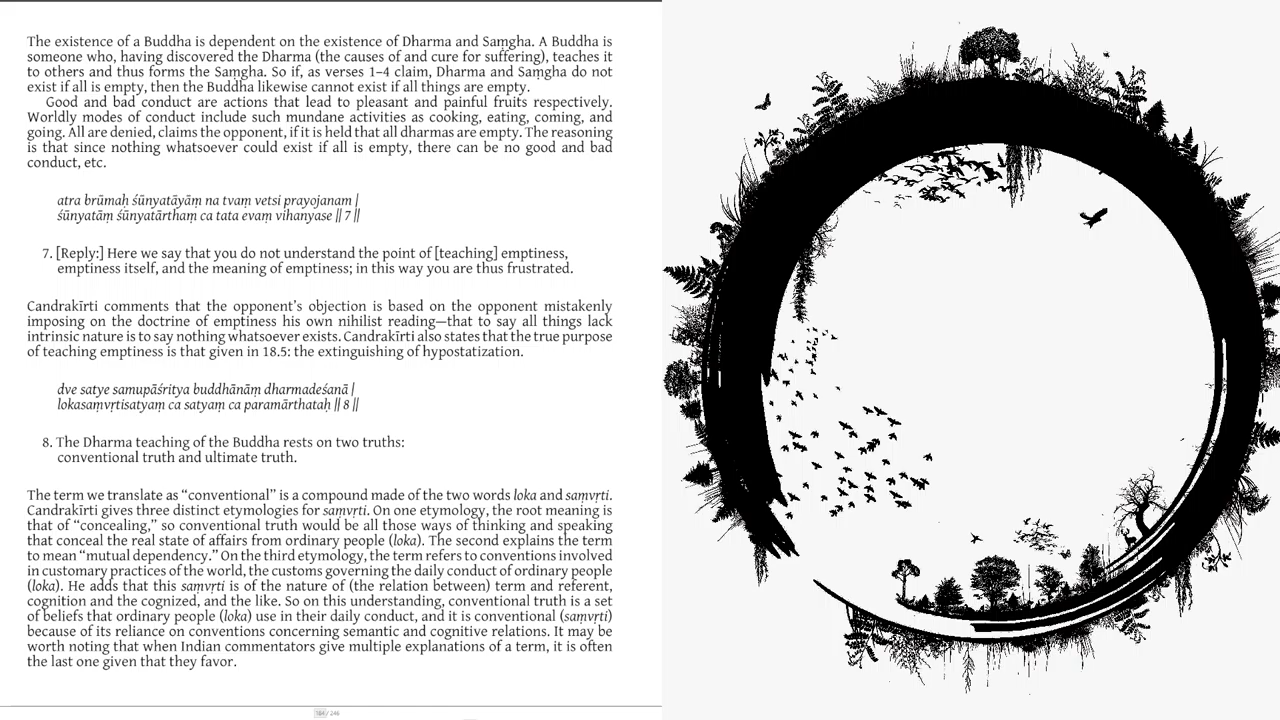 The existence of a Buddha is dependent on the existence of Dharma and Saṃgha. A Buddha is
someone who, having discovered the Dharma (the causes of and cure for suffering), teaches it
to others and thus forms the Saṃgha. So if, as verses 1–4 claim, Dharma and Saṃgha do not
exist if all is empty, then the Buddha likewise cannot exist if all things are empty.
Good and bad conduct are actions that lead to pleasant and painful fruits respectively.
Worldly modes of conduct include such mundane activities as cooking, eating, coming, and
going. All are denied, claims the opponent, if it is held that all dharmas are empty. The reasoning
is that since nothing whatsoever could exist if all is empty, there can be no good and bad
conduct, etc.
atra brūmaḥ śūnyatāyāṃ na tvaṃ vetsi prayojanam |
śūnyatāṃ śūnyatārthaṃ ca tata evaṃ vihanyase || 7 ||
7. [Reply:] Here we say that you do not understand the point of [teaching] emptiness,
emptiness itself, and the meaning of emptiness; in this way you are thus frustrated.
Candrakīrti comments that the opponent’s objection is based on the opponent mistakenly
imposing on the doctrine of emptiness his own nihilist reading—that to say all things lack
intrinsic nature is to say nothing whatsoever exists. Candrakīrti also states that the true purpose
of teaching emptiness is that given in 18.5: the extinguishing of hypostatization.
dve satye samupāśritya buddhānāṃ dharmadeśanā |
lokasaṃvṛtisatyaṃ ca satyaṃ ca paramārthataḥ || 8 ||
8. The Dharma teaching of the Buddha rests on two truths:
conventional truth and ultimate truth.
The term we translate as “conventional” is a compound made of the two words loka and saṃvṛti.
Candrakīrti gives three distinct etymologies for saṃvṛti. On one etymology, the root meaning is
that of “concealing,” so conventional truth would be all those ways of thinking and speaking
that conceal the real state of affairs from ordinary people (loka). The second explains the term
to mean “mutual dependency.” On the third etymology, the term refers to conventions involved
in customary practices of the world, the customs governing the daily conduct of ordinary people
(loka). He adds that this saṃvṛti is of the nature of (the relation between) term and referent,
cognition and the cognized, and the like. So on this understanding, conventional truth is a set
of beliefs that ordinary people (loka) use in their daily conduct, and it is conventional (saṃvṛti)
because of its reliance on conventions concerning semantic and cognitive relations. It may be
worth noting that when Indian commentators give multiple explanations of a term, it is often
the last one given that they favor.
184 / 246